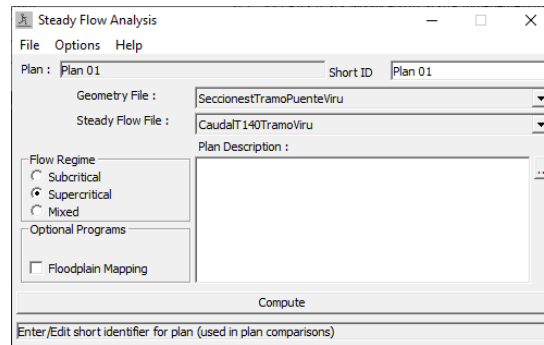 Steady Flow Analysis
File Options Help
Plan : Plan 01 Short ID Plan 01
Geometry File : SeccionestTramoPuenteViru
Steady Flow File : CaudalT140TramoViru
Plan Description :
Flow Regime
Subcritical
Supercritical
Mixed
Optional Programs
Floodplain Mapping
...
Compute
Enter/Edit short identifier for plan (used in plan comparisons)